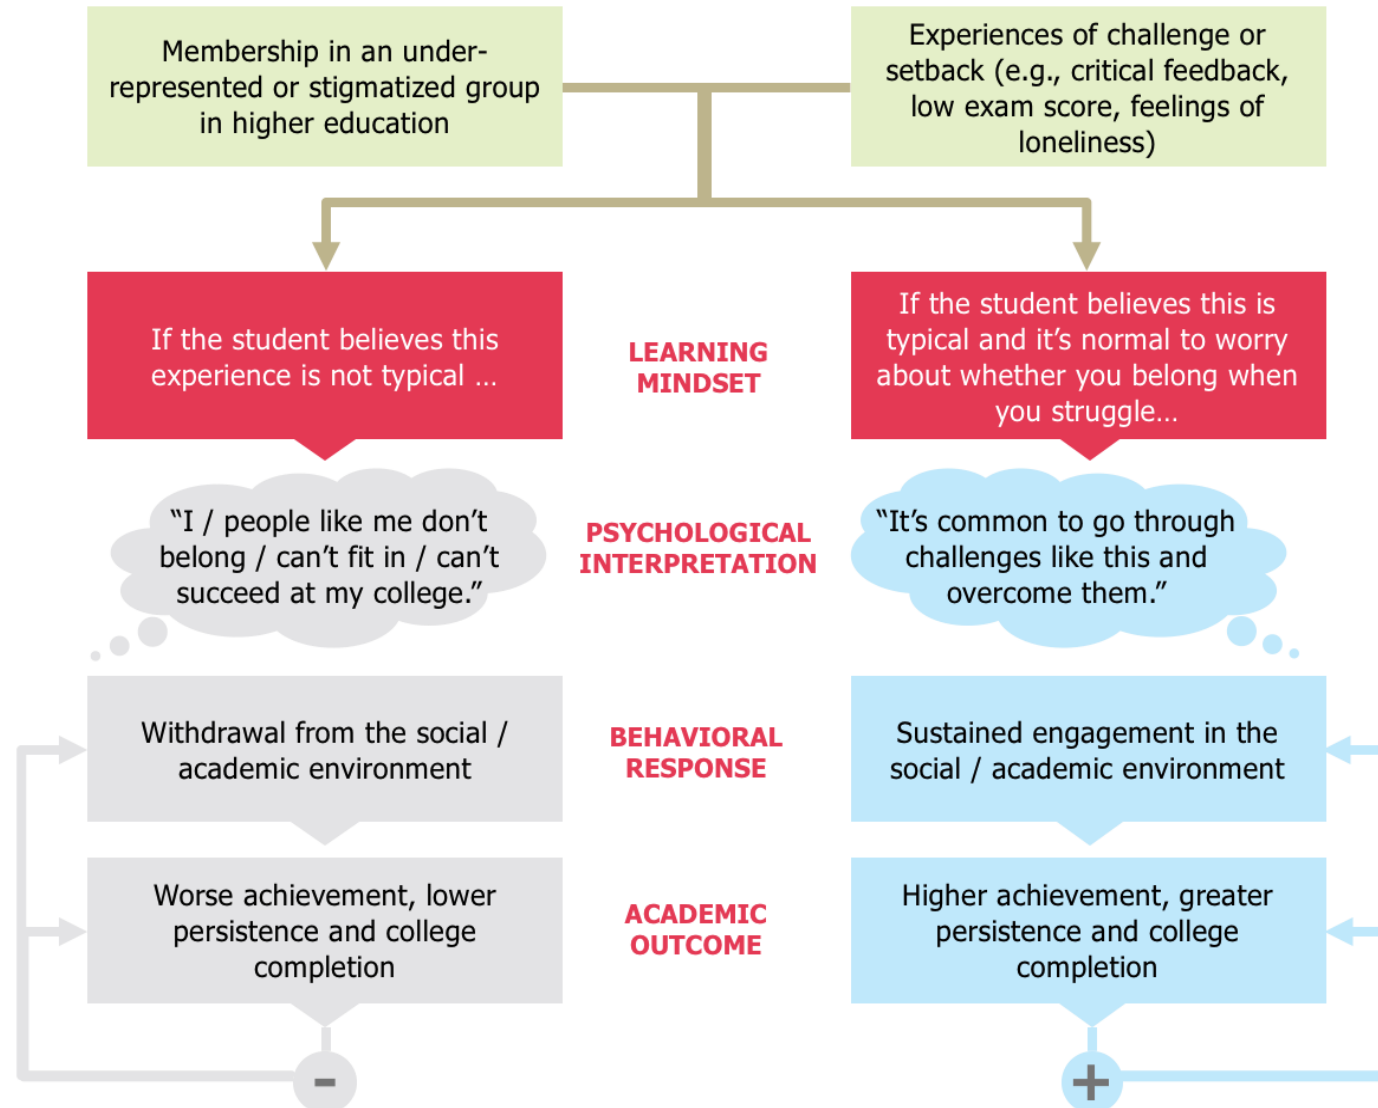 Membership in an under-
represented or stigmatized group
in higher education
Experiences of challenge or
setback (e.g., critical feedback,
low exam score, feelings of
loneliness)
If the student believes this
experience is not typical ...
LEARNING
MINDSET
If the student believes this is
typical and it’s normal to worry
about whether you belong when
you struggle…
“I / people like me don’t
belong / can’t fit in / can’t
succeed at my college.”
PSYCHOLOGICAL
INTERPRETATION
“It’s common to go through
challenges like this and
overcome them.”
Withdrawal from the social /
academic environment
BEHAVIORAL
RESPONSE
Sustained engagement in the
social / academic environment
Worse achievement, lower
persistence and college
completion
ACADEMIC
OUTCOME
Higher achievement, greater
persistence and college
completion
-
+